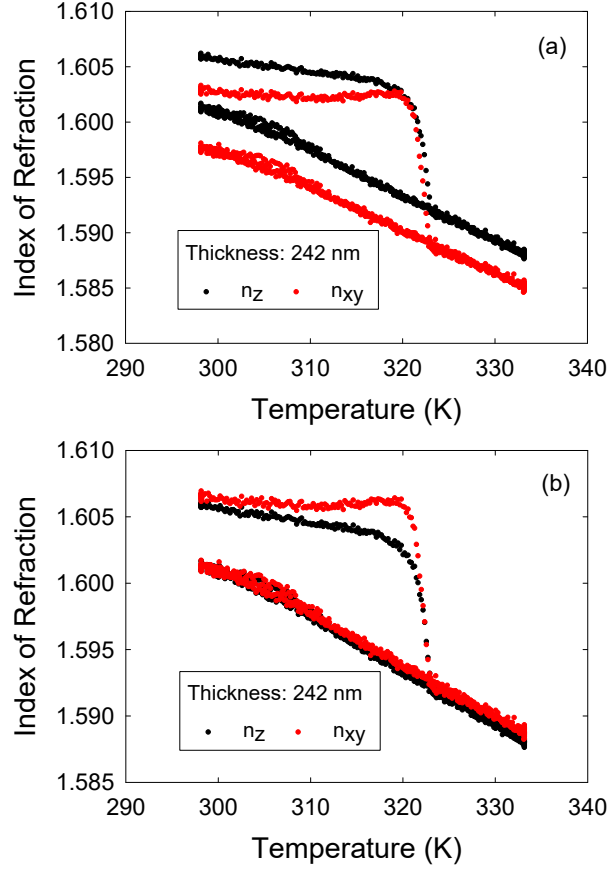 1.610
(a)
1.605
1.600
1.595
1.590
1.585
1.580
Index of Refraction
Thickness: 242 nm
nz nxy
290 300 310 320 330 340
Temperature (K)
1.610
(b)
1.605
1.600
1.595
1.590
1.585
Index of Refraction
Thickness: 242 nm
nz nxy
290 300 310 320 330 340
Temperature (K)